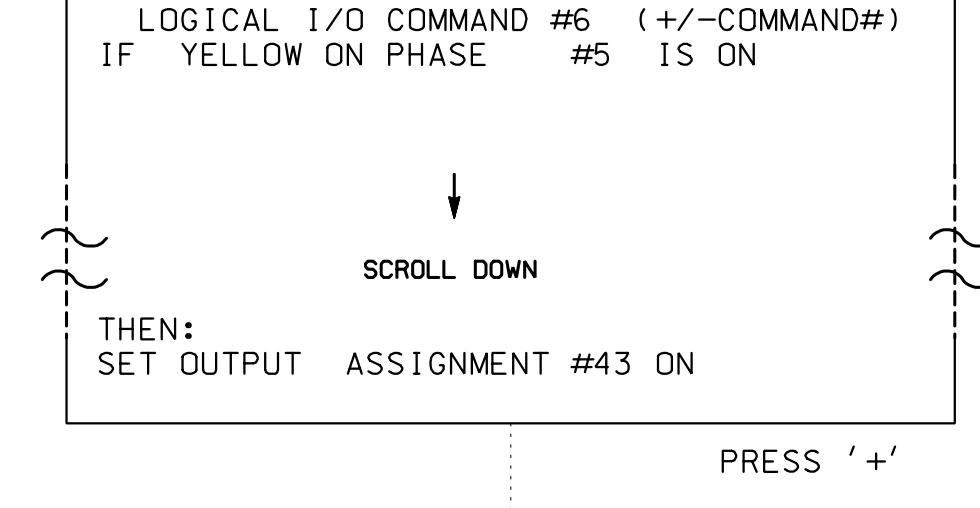 LOGICAL I/O COMMAND #6 (+/-COMMAND#)
IF YELLOW ON PHASE #5 IS ON
SCROLL DOWN
THEN:
SET OUTPUT ASSIGNMENT #43 ON
PRESS '+'